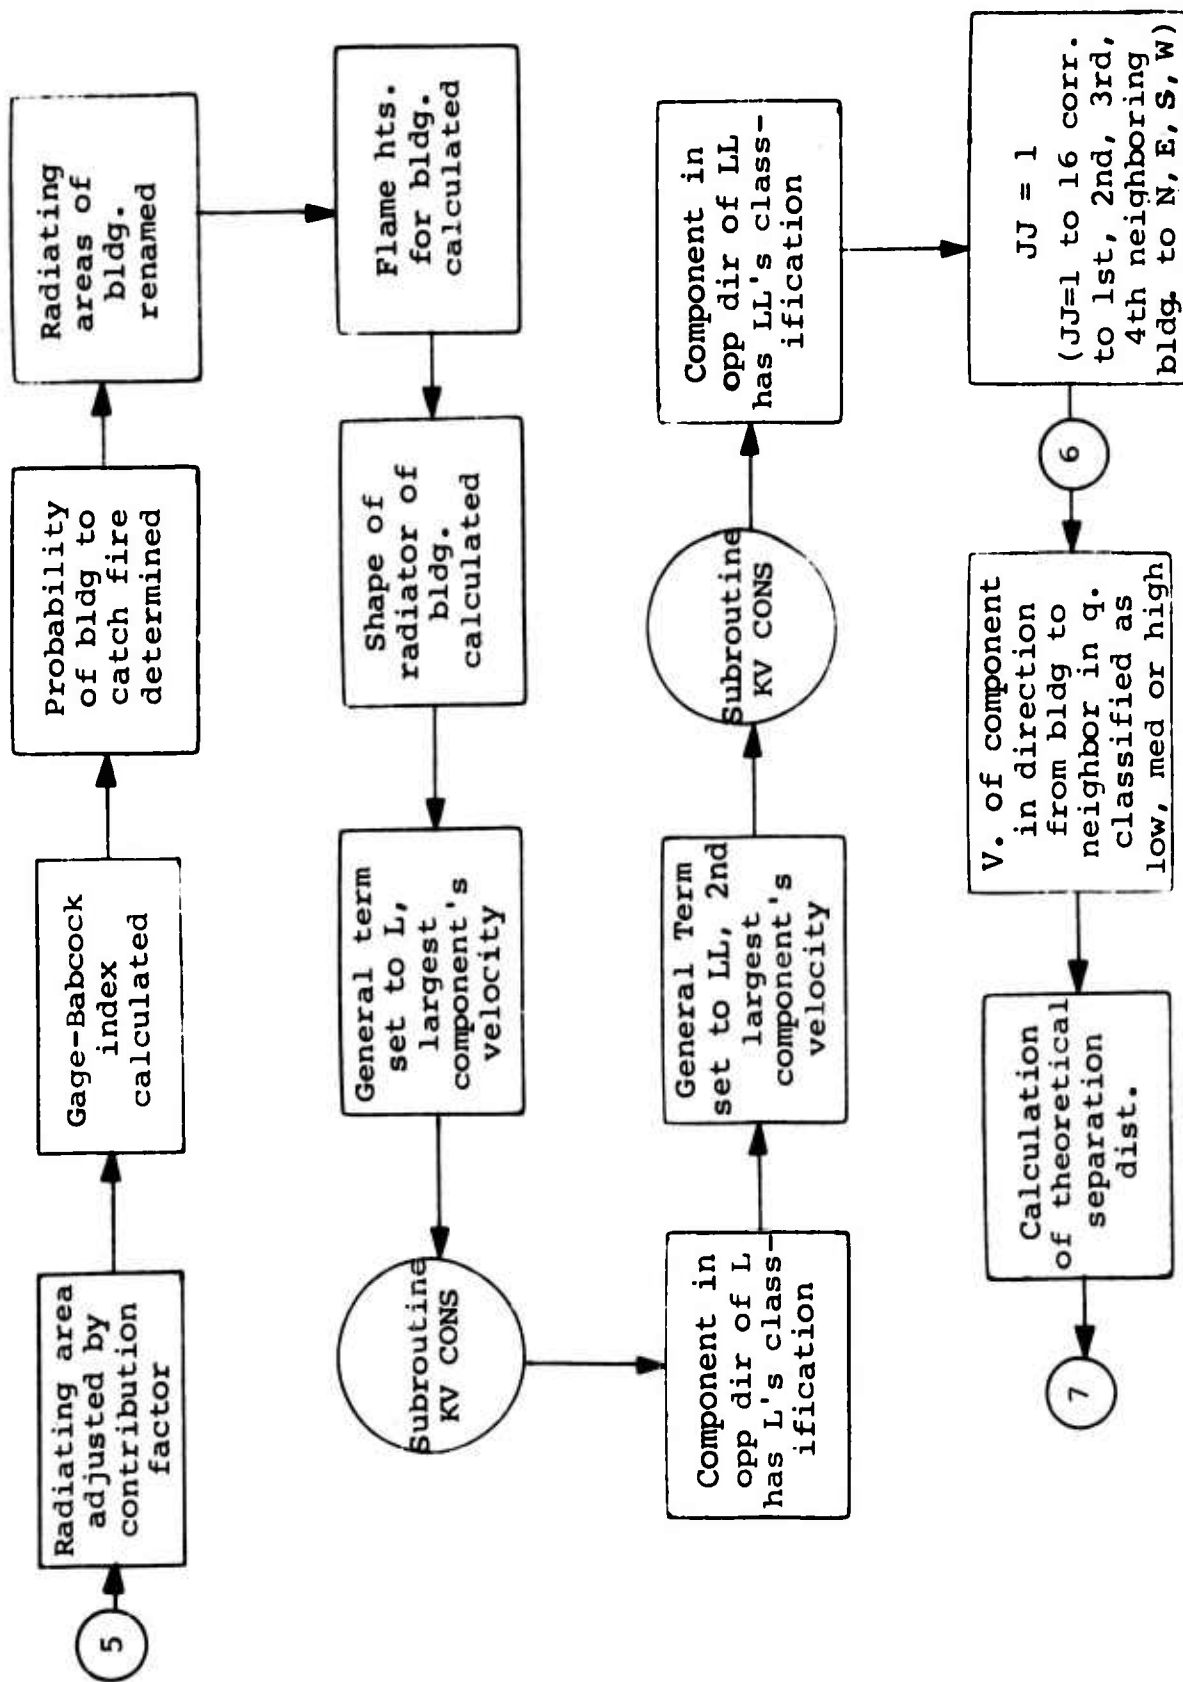 5
Radiating area
adjusted by
contribution
factor
Gage-Babcock
index
calculated
Probability
of bldg to
catch fire
determined
Radiating
areas of
bldg.
renamed
Flame hts.
for bldg.
calculated
Shape of
radiator of
bldg.
calculated
General term
set to L,
largest
component's
velocity
Subroutine
KV CONS
Component in
opp dir of L
has L's class-
ification
General Term
set to LL, 2nd
largest
component's
velocity
Subroutine
KV CONS
Component in
opp dir of LL
has LL's class-
ification
JJ = 1
(JJ=1 to 16 corr.
to 1st, 2nd, 3rd,
4th neighboring
bldg. to N, E, S, W)
6
V. of component
in direction
from bldg to
neighbor in q.
classified as
low, med or high
Calculation
of theoretical
separation
dist.
7